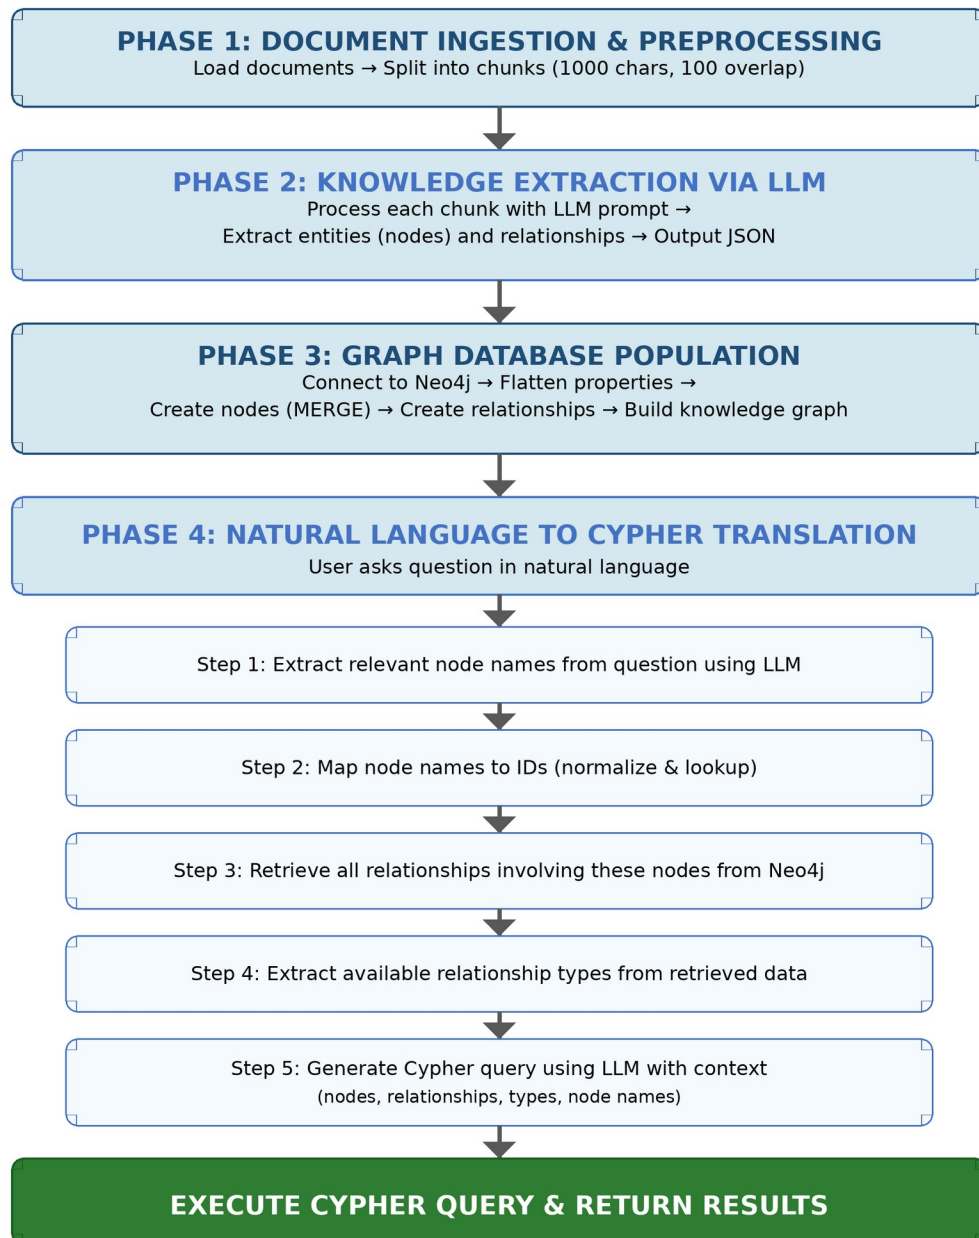 PHASE 1: DOCUMENT INGESTION & PREPROCESSING
Load documents → Split into chunks (1000 chars, 100 overlap)
PHASE 2: KNOWLEDGE EXTRACTION VIA LLM
Process each chunk with LLM prompt →
Extract entities (nodes) and relationships → Output JSON
PHASE 3: GRAPH DATABASE POPULATION
Connect to Neo4j → Flatten properties →
Create nodes (MERGE) → Create relationships → Build knowledge graph
PHASE 4: NATURAL LANGUAGE TO CYPHER TRANSLATION
User asks question in natural language
Step 1: Extract relevant node names from question using LLM
Step 2: Map node names to IDs (normalize & lookup)
Step 3: Retrieve all relationships involving these nodes from Neo4j
Step 4: Extract available relationship types from retrieved data
Step 5: Generate Cypher query using LLM with context
(nodes, relationships, types, node names)
EXECUTE CYPHER QUERY & RETURN RESULTS